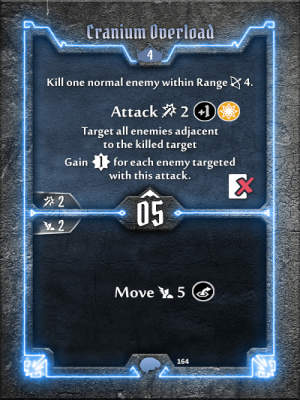 Cranium Overload
4
Kill one normal enemy within Range 4.
Attack 2 +1
Target all enemies adjacent
to the killed target
Gain 1 for each enemy targeted
with this attack.
2
2
05
Move 5
164